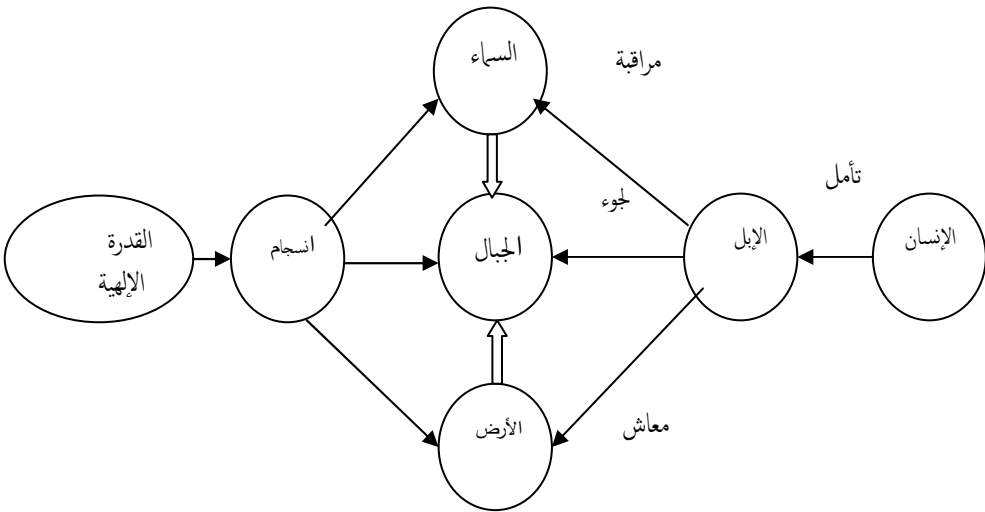 السماء
مراقبة
تأمل
لجوء
الإنسان
الإبل
الجبال
انسجام
القدرة
الإلهية
معاش
الأرض